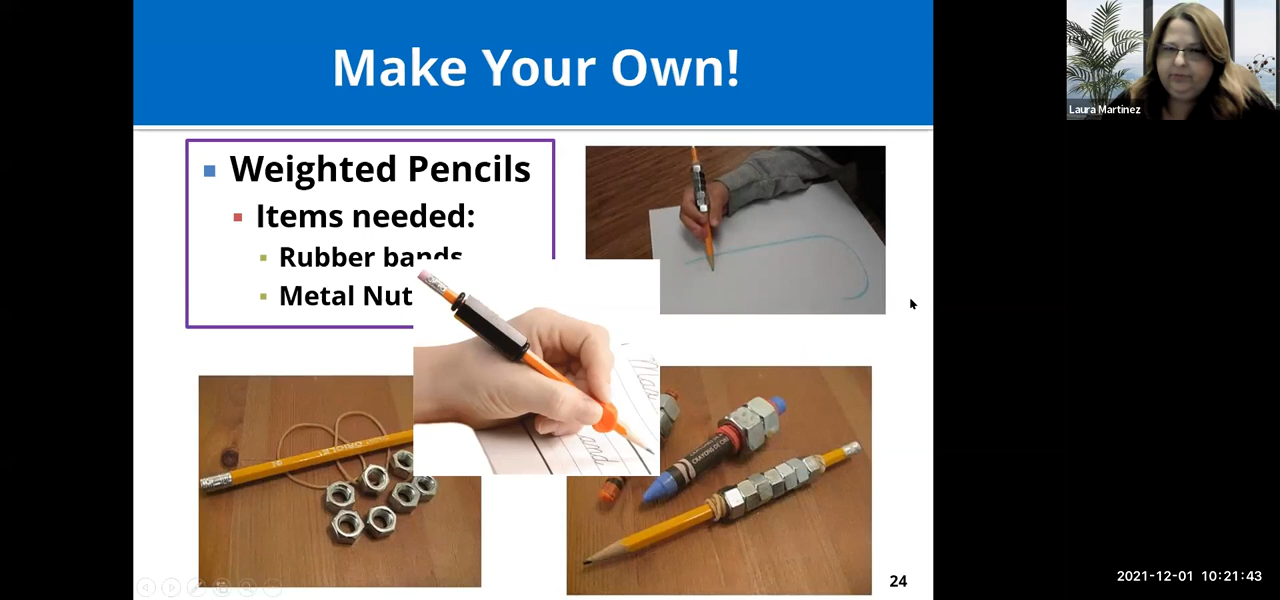 Make Your Own!
Weighted Pencils
Items needed:
Rubber bands
Metal Nut
Laura Martinez
and
24
2021-12-01 10:21:43